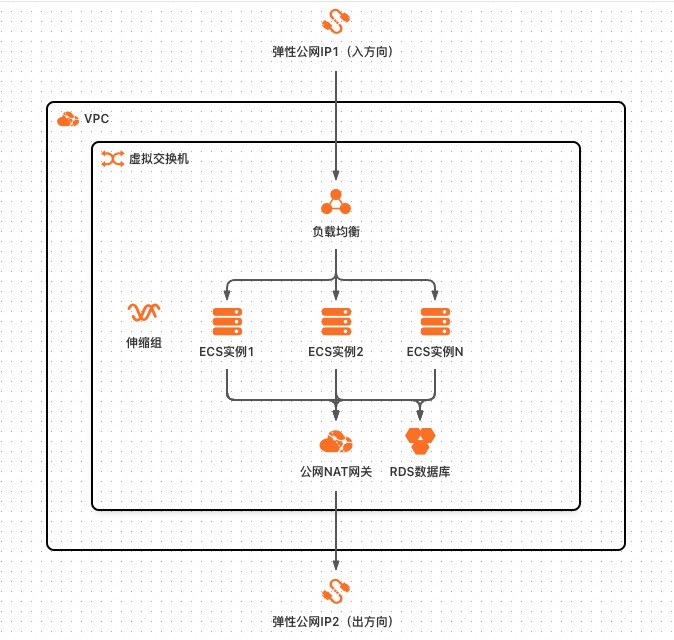 弹性公网IP1（入方向）
VPC
虚拟交换机
负载均衡
伸缩组
ECS实例1
ECS实例2
ECS实例N
公网NAT网关
RDS数据库
弹性公网IP2（出方向）